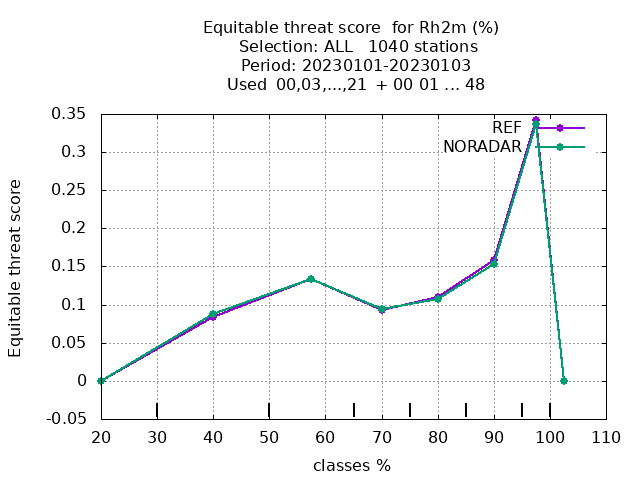 Equitable threat score  for Rh2m (%)
Selection: ALL   1040 stations
Period: 20230101-20230103
Used  00,03,...,21  + 00 01 ... 48
REF
NORADAR
Equitable threat score
0.35
0.3
0.25
0.2
0.15
0.1
0.05
0
-0.05
20 30 40 50 60 70 80 90 100 110
classes %